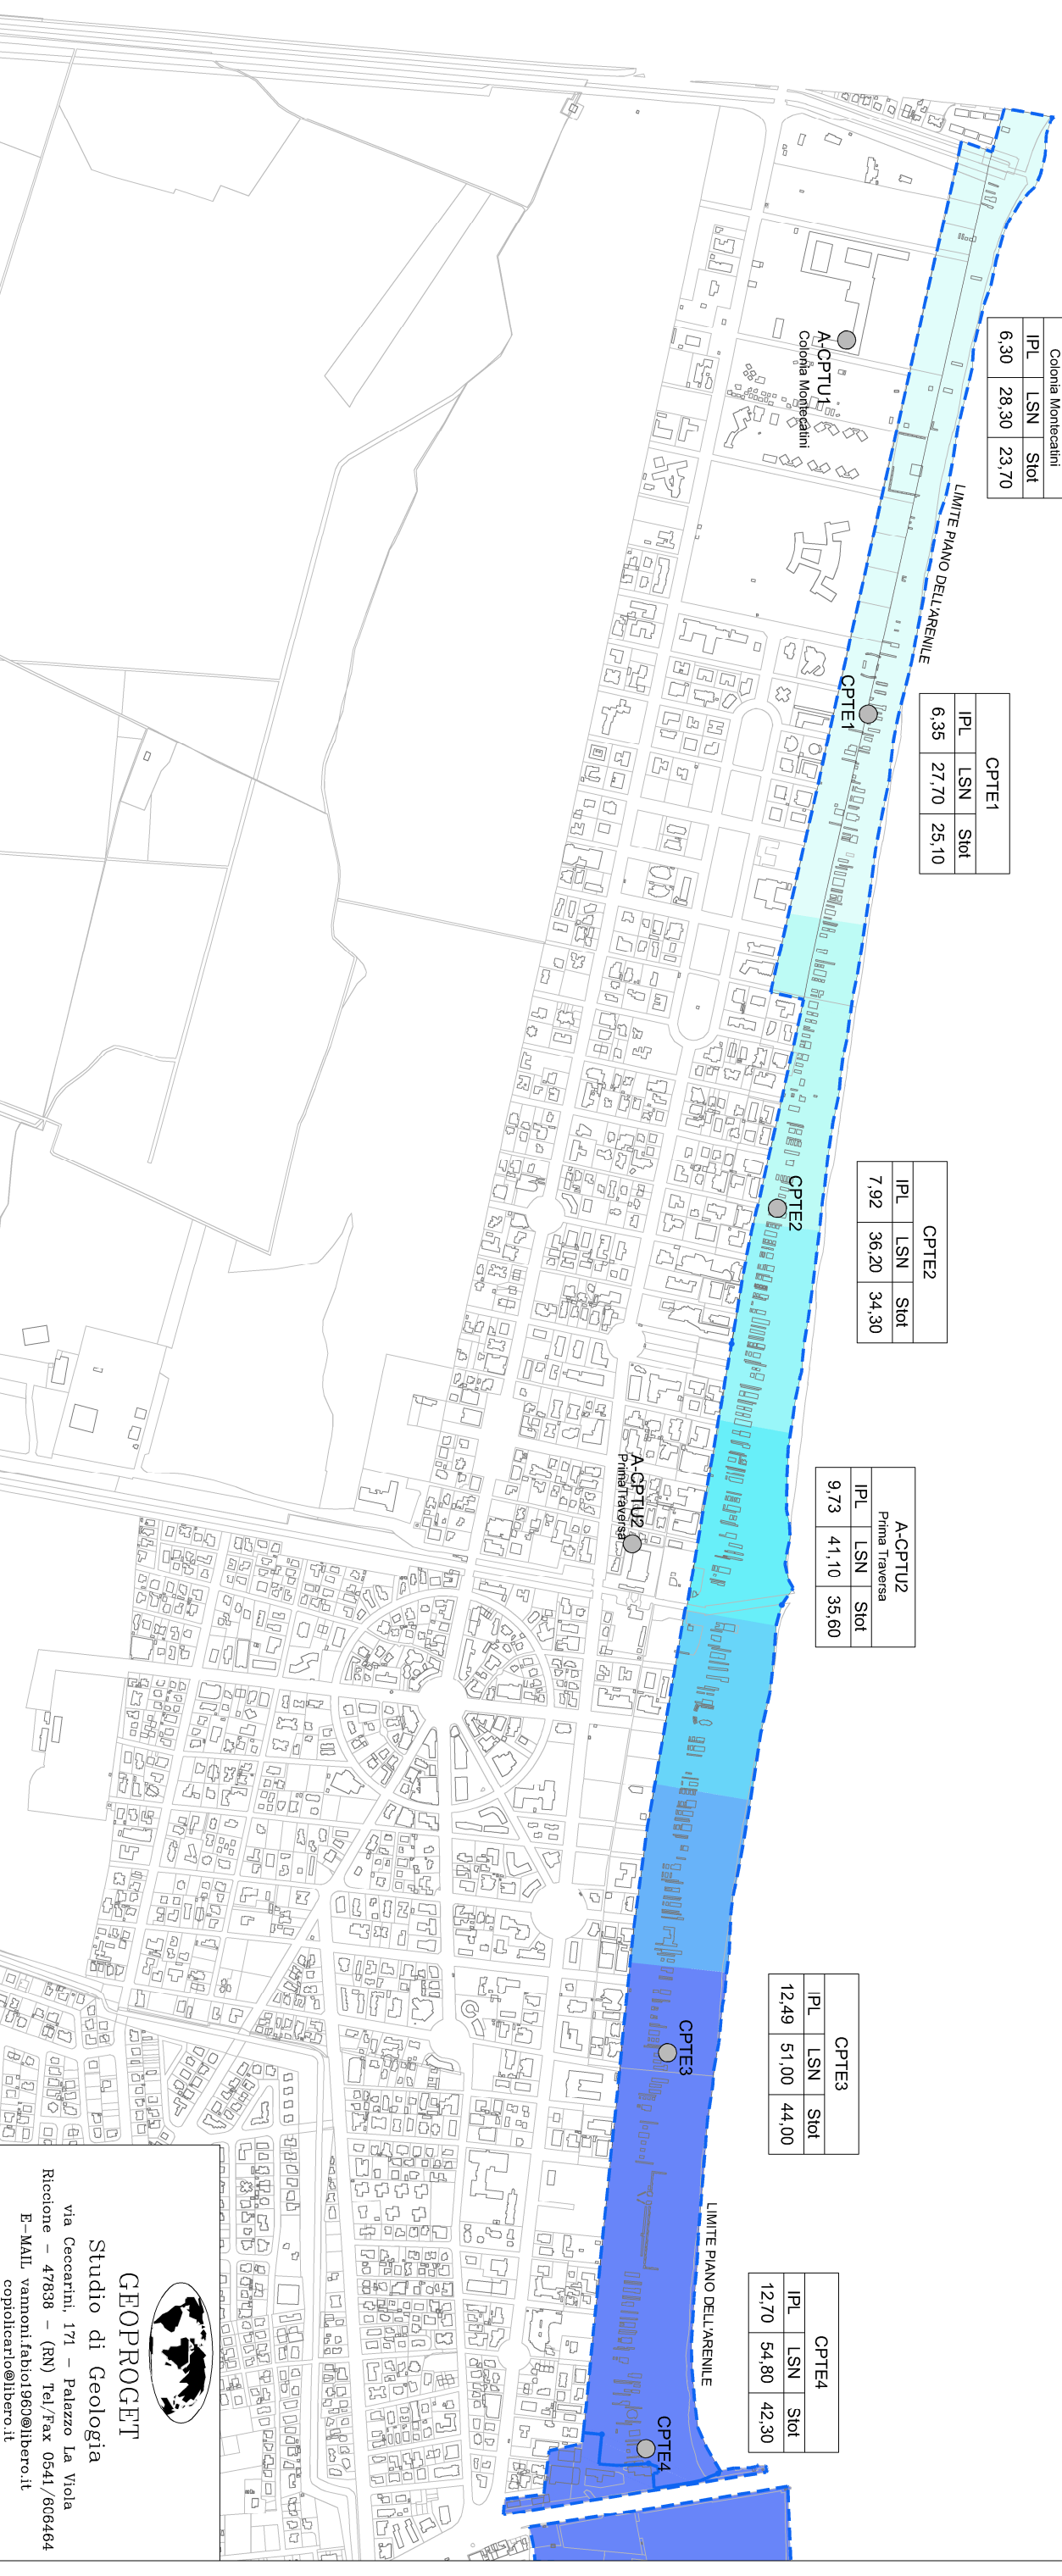 Colonia Montecatini
IPL LSN Stot
6,30 28,30 23,70
A-CPTU1
Colonia Montecatini
LIMITE PIANO DELL'ARENILE
CPTE1
CPTE1
IPL LSN Stot
6,35 27,70 25,10
CPTE2
IPL LSN Stot
7,92 36,20 34,30
CPTE2
A-CPTU2
Prima Traversa
IPL LSN Stot
9,73 41,10 35,60
A-CPTU2
Prima Traversa
CPTE3
IPL LSN Stot
12,49 51,00 44,00
CPTE3
LIMITE PIANO DELL'ARENILE
CPTE4
IPL LSN Stot
12,70 54,80 42,30
CPTE4
GEOPROGET
Studio di Geologia
via Ceccarini, 171 - Palazzo La Viola
Riccione - 47838 - (RN) Tel/Fax 0541/606464
E-MAIL vannoni.fabio1960@libero.it
copiolicarlo@libero.it